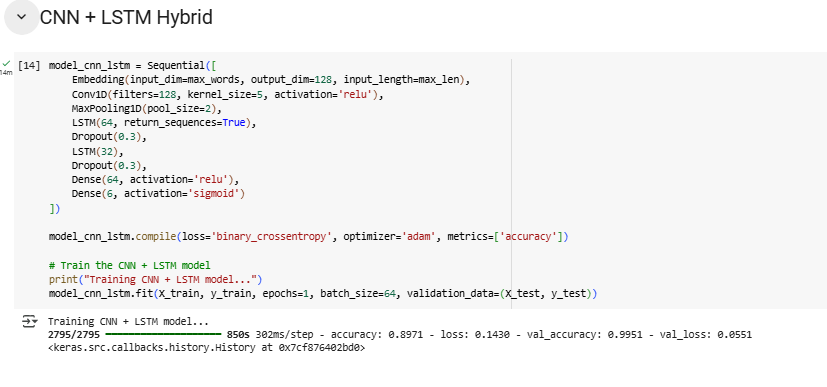 CNN + LSTM Hybrid
[14] model_cnn_lstm = Sequential([
14m
    Embedding(input_dim=max_words, output_dim=128, input_length=max_len),
    Conv1D(filters=128, kernel_size=5, activation='relu'),
    MaxPooling1D(pool_size=2),
    LSTM(64, return_sequences=True),
    Dropout(0.3),
    LSTM(32),
    Dropout(0.3),
    Dense(64, activation='relu'),
    Dense(6, activation='sigmoid')
])
model_cnn_lstm.compile(loss='binary_crossentropy', optimizer='adam', metrics=['accuracy'])
# Train the CNN + LSTM model
print("Training CNN + LSTM model...")
model_cnn_lstm.fit(X_train, y_train, epochs=1, batch_size=64, validation_data=(X_test, y_test))
Training CNN + LSTM model...
2795/2795 850s 302ms/step - accuracy: 0.8971 - loss: 0.1430 - val_accuracy: 0.9951 - val_loss: 0.0551
<keras.src.callbacks.history.History at 0x7cf876402bd0>